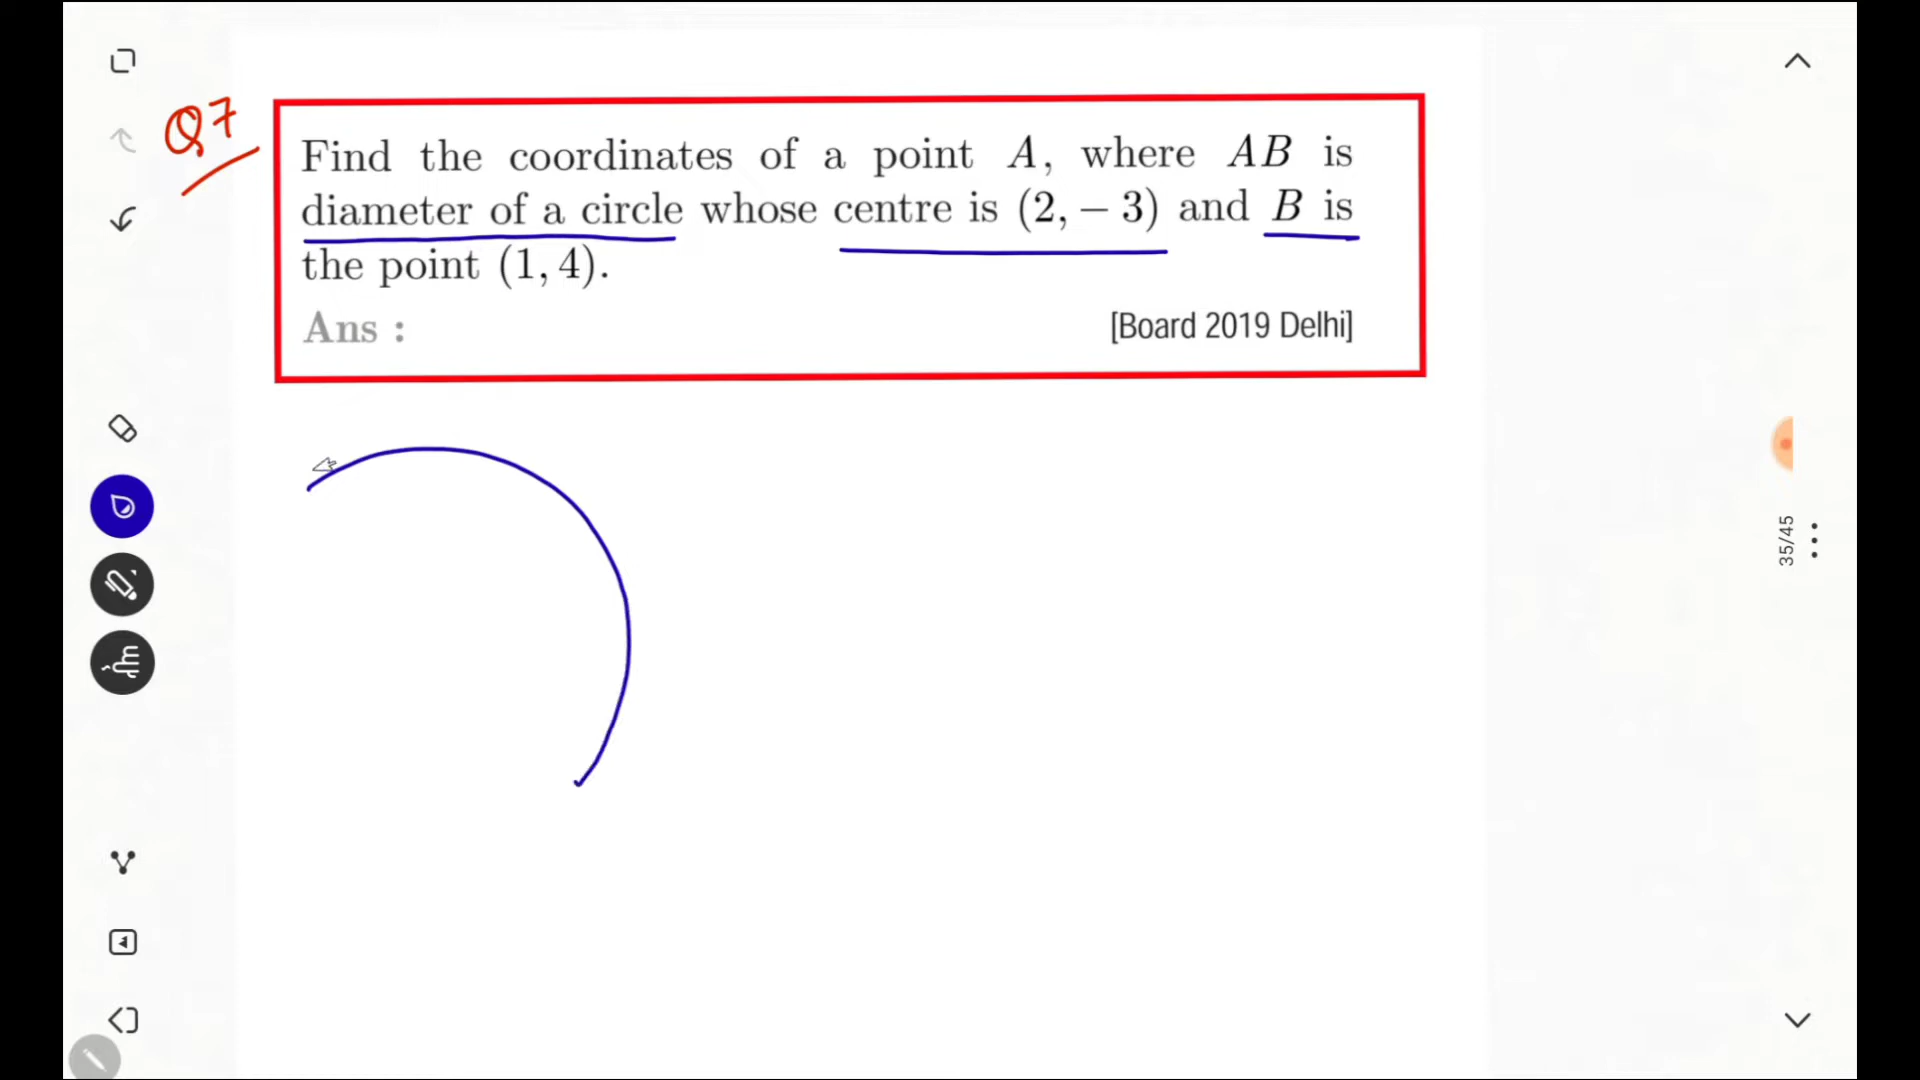 Q7
Find the coordinates of a point A, where AB is
diameter of a circle whose centre is (2, − 3) and B is
the point (1, 4).
Ans :
[Board 2019 Delhi]
35/45